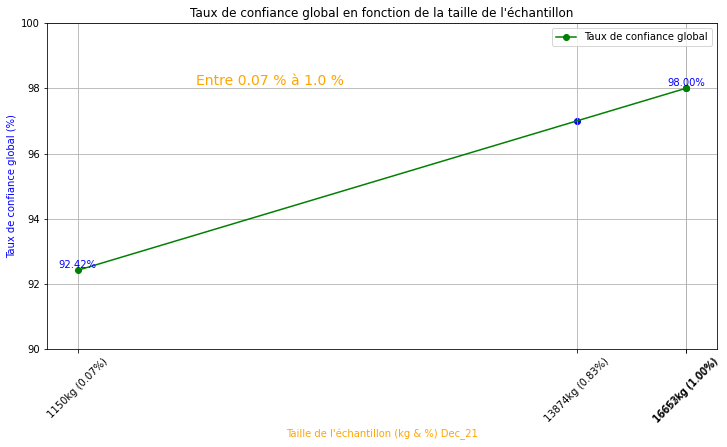 Taux de confiance global en fonction de la taille de l'échantillon
Taux de confiance global
Entre 0.07 % à 1.0 %
98.00%
92.42%
100
98
96
94
92
90
Taux de confiance global (%)
1150kg (0.07%)
13874kg (0.83%)
(1.00%)
Taille de l'échantillon (kg & %) Dec_21